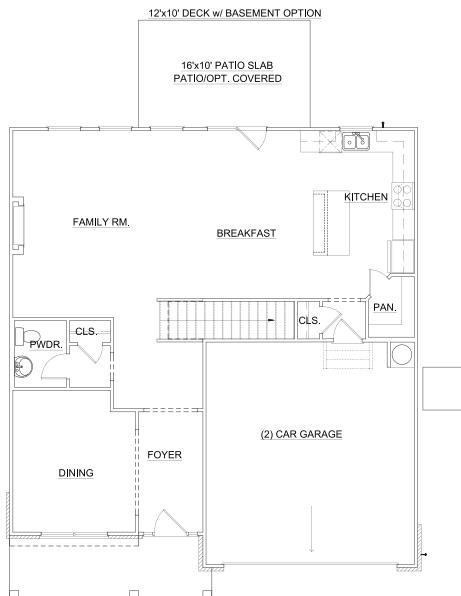 12'x10' DECK w/ BASEMENT OPTION
16'x10' PATIO SLAB
PATIO/OPT. COVERED
KITCHEN
FAMILY RM.
BREAKFAST
PAN.
CLS.
CLS.
PWDR.
(2) CAR GARAGE
FOYER
DINING